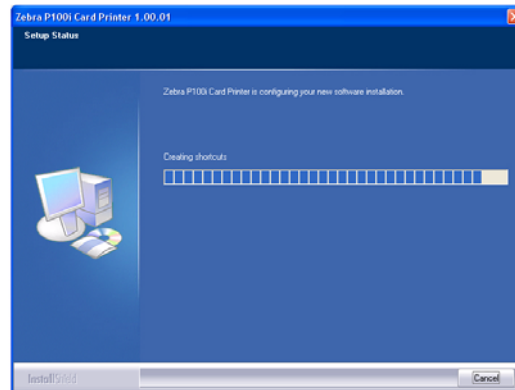 Zebra P100i Card Printer 1.00.01
Setup Status
Zebra P100i Card Printer is configuring your new software installation.
Creating shortcuts
InstallShield
Cancel